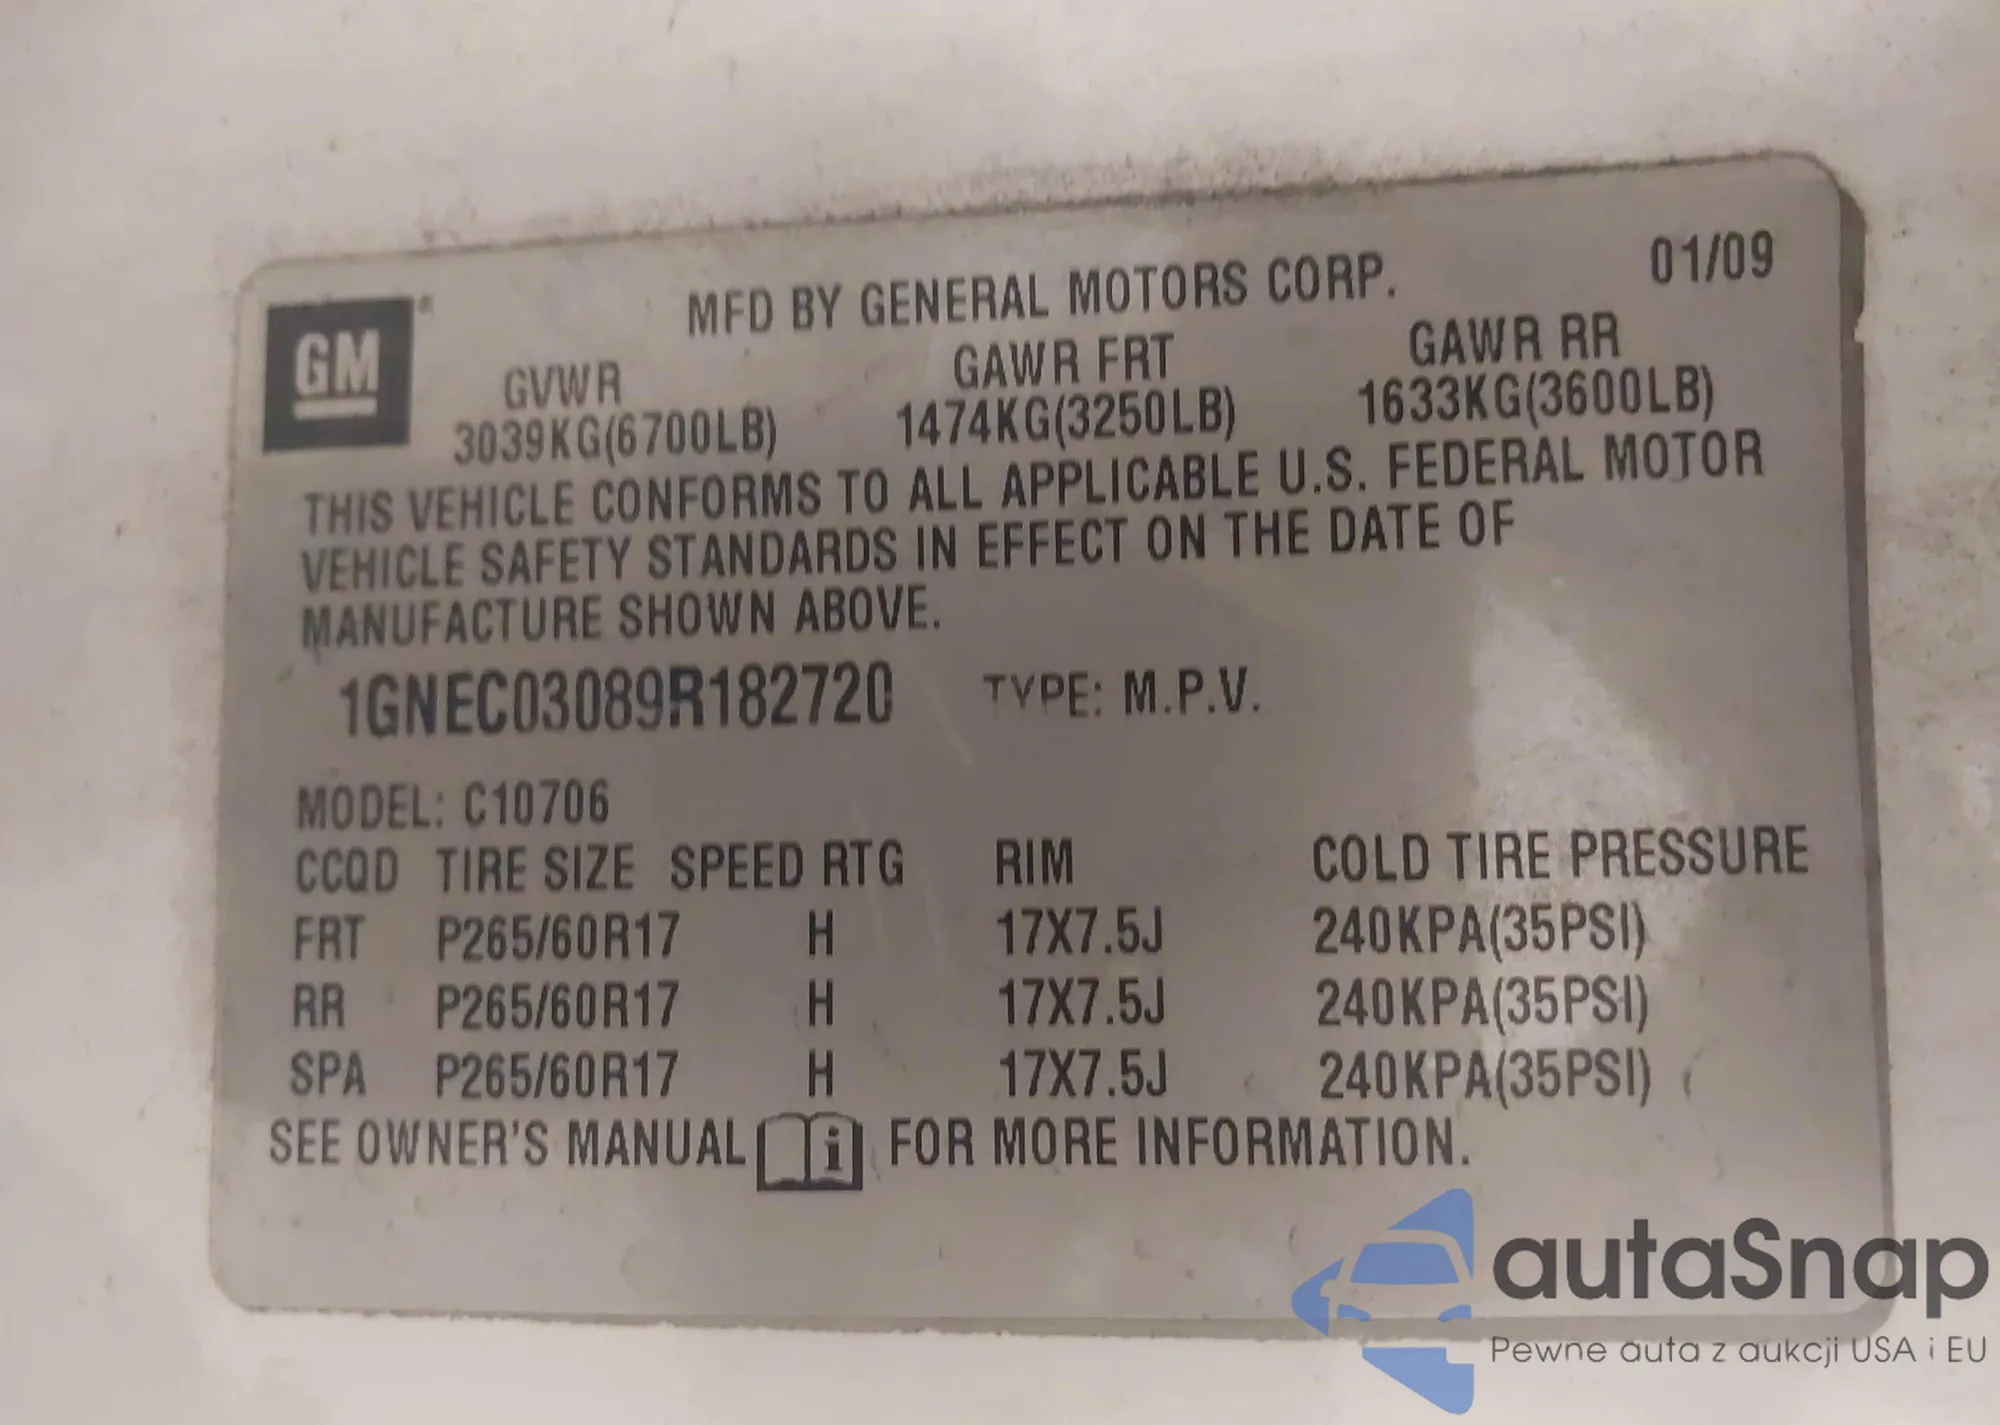 MFD BY GENERAL MOTORS CORP. 01/09
GM
GVWR GAWR FRT GAWR RR
3039KG(6700LB) 1474KG(3250LB) 1633KG(3600LB)
THIS VEHICLE CONFORMS TO ALL APPLICABLE U.S. FEDERAL MOTOR
VEHICLE SAFETY STANDARDS IN EFFECT ON THE DATE OF
MANUFACTURE SHOWN ABOVE.
1GNEC03089R182720 TYPE: M.P.V.
MODEL: C10706
CCQD TIRE SIZE SPEED RTG RIM COLD TIRE PRESSURE
FRT P265/60R17 H 17X7.5J 240KPA(35PSI)
RR P265/60R17 H 17X7.5J 240KPA(35PSI)
SPA P265/60R17 H 17X7.5J 240KPA(35PSI)
SEE OWNER'S MANUAL i FOR MORE INFORMATION.
autaSnap
Pewne auta z aukcji USA i EU